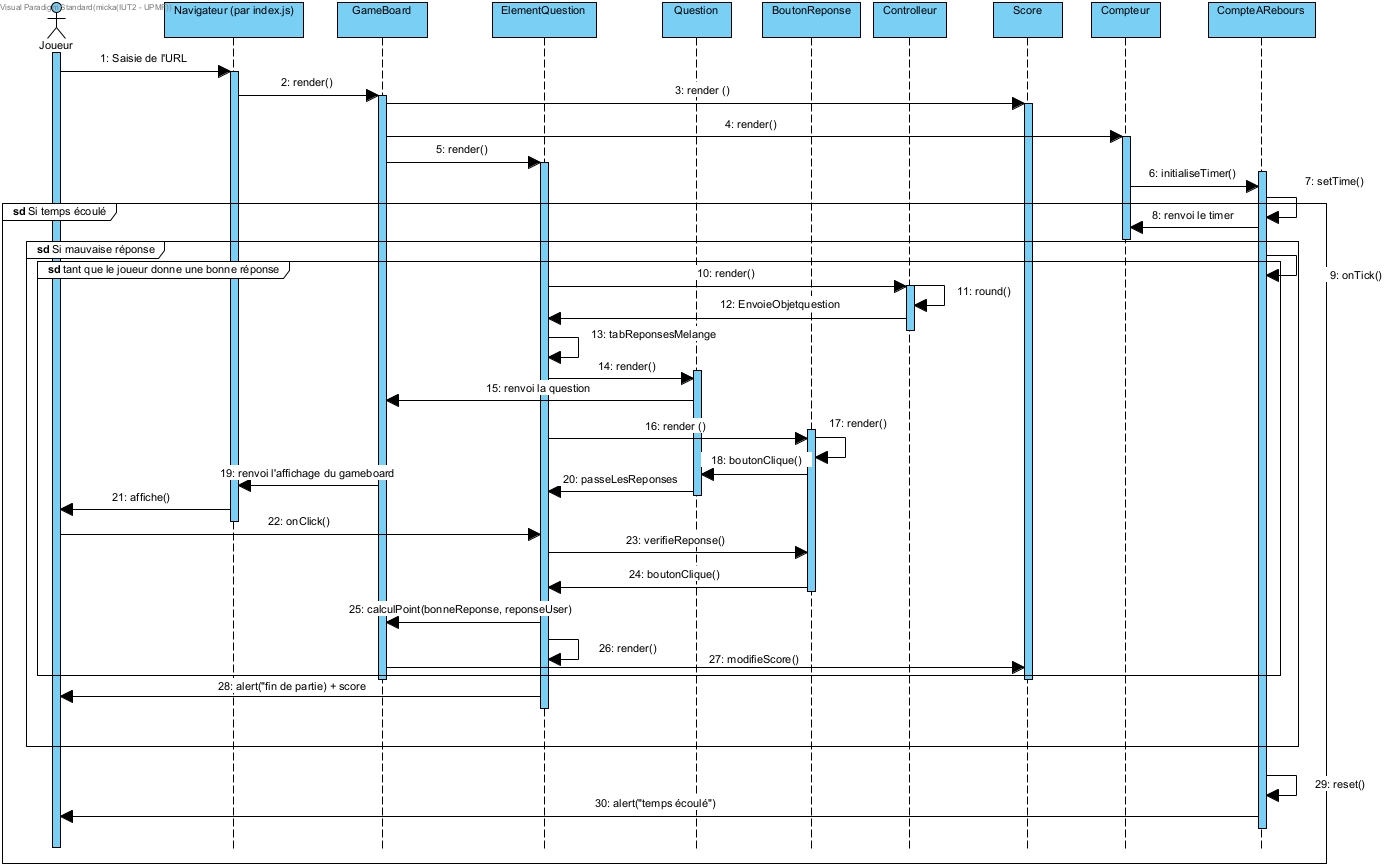 Visual Paradigm Standard(micka(IUT2 - UPMF))
Joueur
Navigateur (par index.js)
GameBoard
ElementQuestion
Question
BoutonReponse
Controlleur
Score
Compteur
CompteARebours
1: Saisie de l'URL
2: render()
3: render ()
4: render()
5: render()
6: initialiseTimer()
7: setTime()
sd Si temps écoulé
8: renvoi le timer
sd Si mauvaise réponse
sd tant que le joueur donne une bonne réponse
9: onTick()
10: render()
11: round()
12: EnvoieObjetquestion
13: tabReponsesMelange
14: render()
15: renvoi la question
16: render ()
17: render()
18: boutonClique()
19: renvoi l'affichage du gameboard
20: passeLesReponses
21: affiche()
22: onClick()
23: verifieReponse()
24: boutonClique()
25: calculPoint(bonneReponse, reponseUser)
26: render()
27: modifieScore()
28: alert("fin de partie) + score
29: reset()
30: alert("temps écoulé")